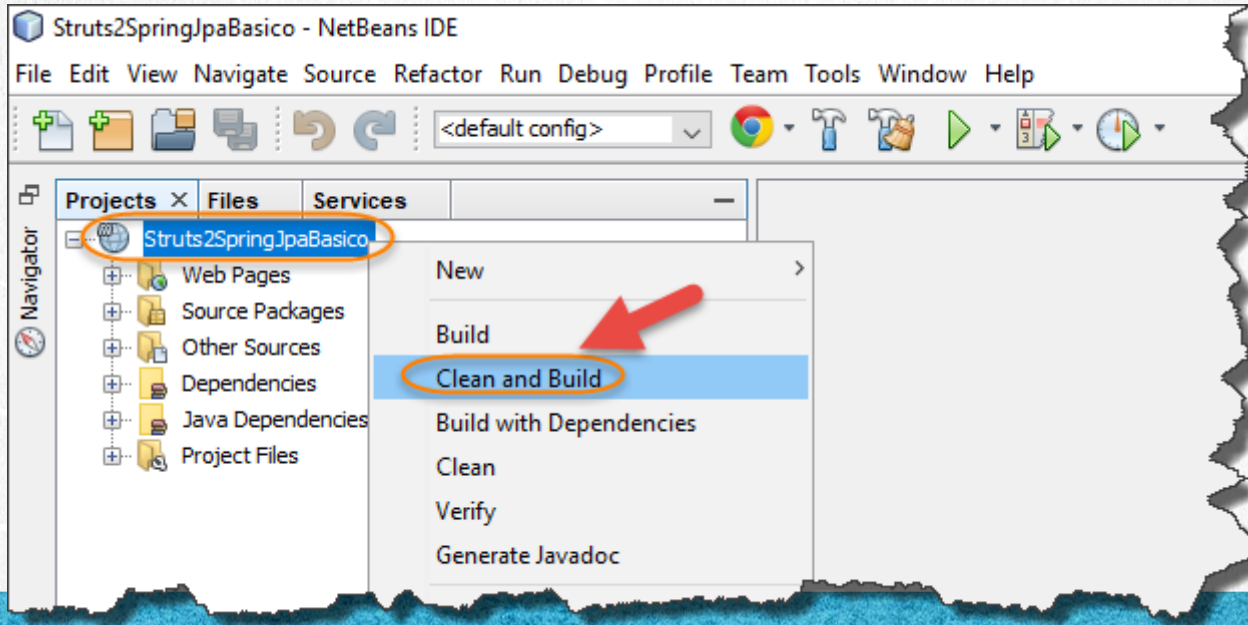 Struts2SpringJpaBasico - NetBeans IDE
File Edit View Navigate Source Refactor Run Debug Profile Team Tools Window Help
<default config>
Projects Files Services
Navigator
Struts2SpringJpaBasico
Web Pages
Source Packages
Other Sources
Dependencies
Java Dependencies
Project Files
New
Build
Clean and Build
Build with Dependencies
Clean
Verify
Generate Javadoc